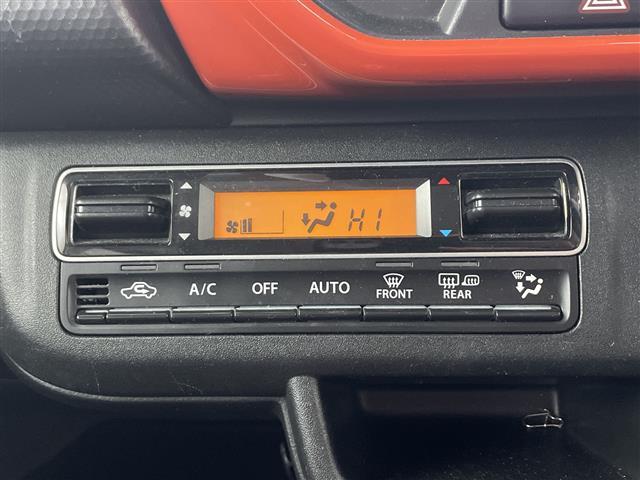 HI
A/C OFF AUTO FRONT REAR